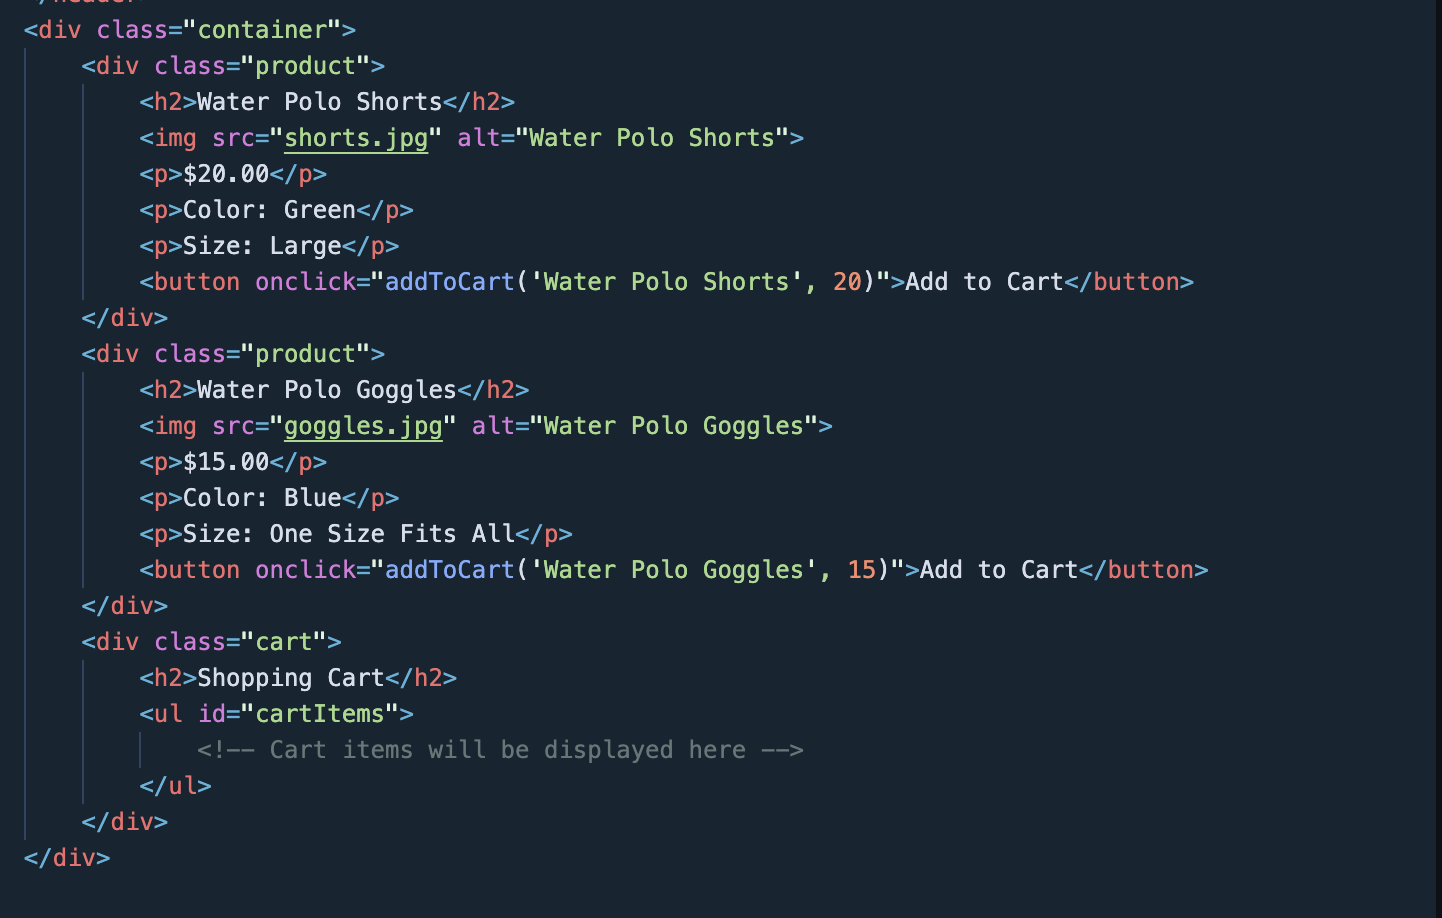 </header>
<div class="container">
    <div class="product">
        <h2>Water Polo Shorts</h2>
        <img src="shorts.jpg" alt="Water Polo Shorts">
        <p>$20.00</p>
        <p>Color: Green</p>
        <p>Size: Large</p>
        <button onclick="addToCart('Water Polo Shorts', 20)">Add to Cart</button>
    </div>
    <div class="product">
        <h2>Water Polo Goggles</h2>
        <img src="goggles.jpg" alt="Water Polo Goggles">
        <p>$15.00</p>
        <p>Color: Blue</p>
        <p>Size: One Size Fits All</p>
        <button onclick="addToCart('Water Polo Goggles', 15)">Add to Cart</button>
    </div>
    <div class="cart">
        <h2>Shopping Cart</h2>
        <ul id="cartItems">
            <!-- Cart items will be displayed here -->
        </ul>
    </div>
</div>